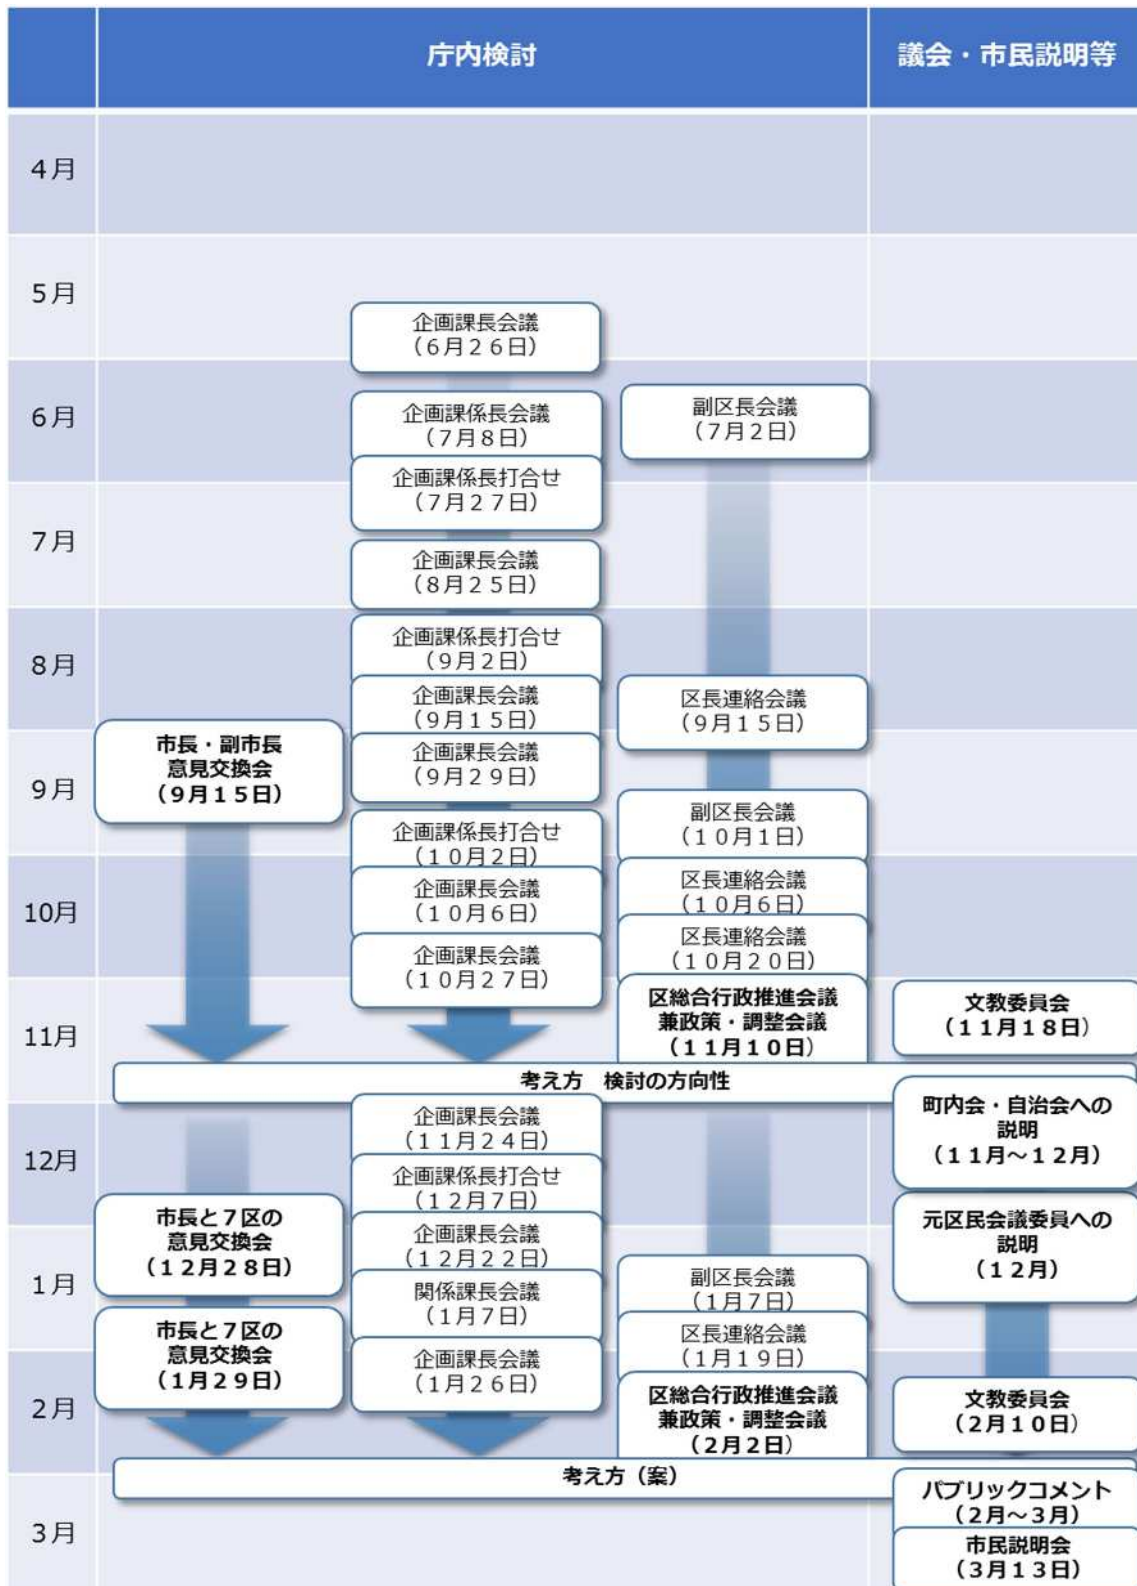 庁内検討
議会・市民説明等
4月
5月
企画課長会議
（６月２６日）
6月
企画課係長会議
（７月８日）
副区長会議
（７月２日）
企画課係長打合せ
（７月２７日）
7月
企画課長会議
（８月２５日）
8月
企画課係長打合せ
（９月２日）
企画課長会議
（９月１５日）
区長連絡会議
（９月１５日）
市長・副市長
意見交換会
（９月１５日）
9月
企画課長会議
（９月２９日）
副区長会議
（１０月１日）
企画課係長打合せ
（１０月２日）
10月
企画課長会議
（１０月６日）
区長連絡会議
（１０月６日）
区長連絡会議
（１０月２０日）
企画課長会議
（１０月２７日）
11月
区総合行政推進会議
兼政策・調整会議
（１１月１０日）
文教委員会
（１１月１８日）
考え方　検討の方向性
町内会・自治会への
説明
（１１月～１２月）
12月
企画課長会議
（１１月２４日）
企画課係長打合せ
（１２月７日）
市長と７区の
意見交換会
（１２月２８日）
元区民会議委員への
説明
（１２月）
企画課長会議
（１２月２２日）
1月
関係課長会議
（１月７日）
副区長会議
（１月７日）
市長と７区の
意見交換会
（１月２９日）
区長連絡会議
（１月１９日）
企画課長会議
（１月２６日）
2月
区総合行政推進会議
兼政策・調整会議
（２月２日）
文教委員会
（２月１０日）
考え方（案）
パブリックコメント
（２月～３月）
3月
市民説明会
（３月１３日）